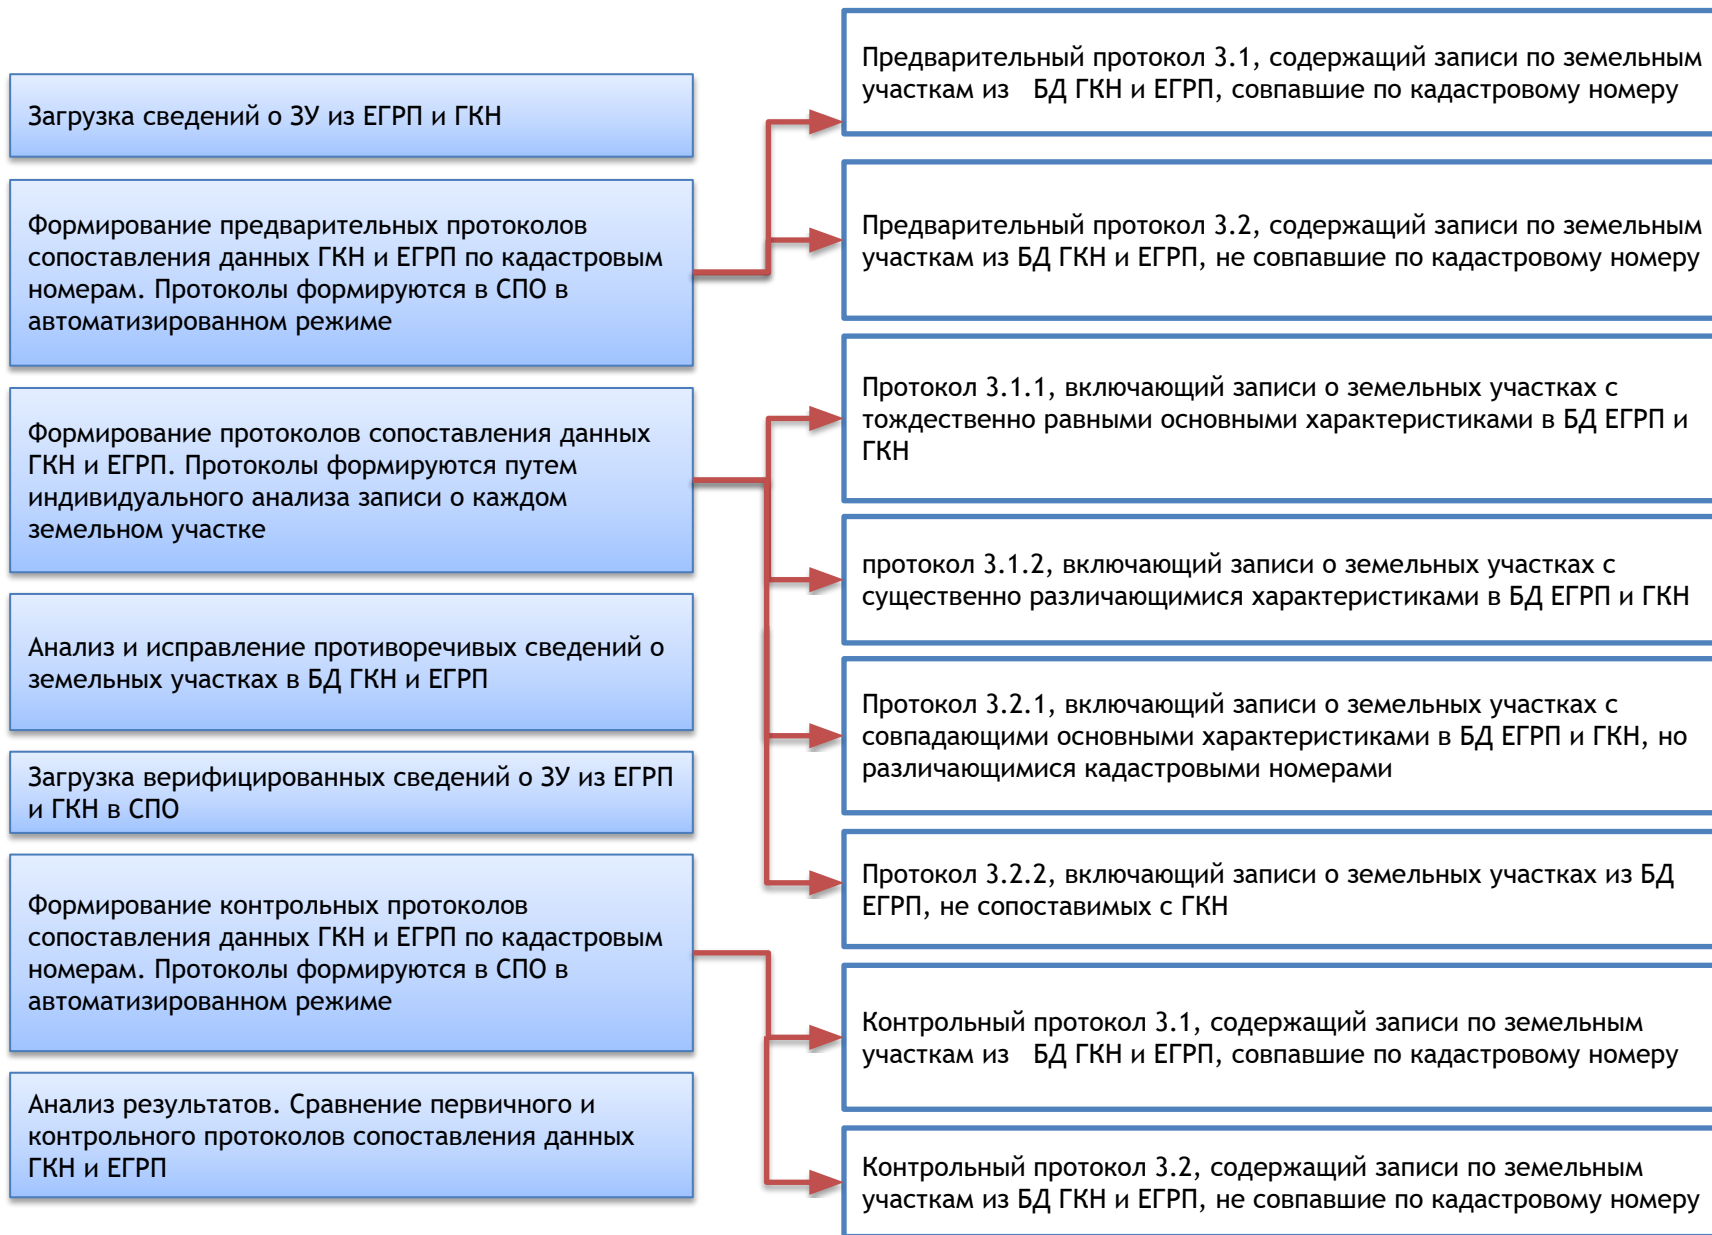 Загрузка сведений о ЗУ из ЕГРП и ГКН
Формирование предварительных протоколов
сопоставления данных ГКН и ЕГРП по кадастровым
номерам. Протоколы формируются в СПО в
автоматизированном режиме
Формирование протоколов сопоставления данных
ГКН и ЕГРП. Протоколы формируются путем
индивидуального анализа записи о каждом
земельном участке
Анализ и исправление противоречивых сведений о
земельных участках в БД ГКН и ЕГРП
Загрузка верифицированных сведений о ЗУ из ЕГРП
и ГКН в СПО
Формирование контрольных протоколов
сопоставления данных ГКН и ЕГРП по кадастровым
номерам. Протоколы формируются в СПО в
автоматизированном режиме
Анализ результатов. Сравнение первичного и
контрольного протоколов сопоставления данных
ГКН и ЕГРП
Предварительный протокол 3.1, содержащий записи по земельным
участкам из БД ГКН и ЕГРП, совпавшие по кадастровому номеру
Предварительный протокол 3.2, содержащий записи по земельным
участкам из БД ГКН и ЕГРП, не совпавшие по кадастровому номеру
Протокол 3.1.1, включающий записи о земельных участках с
тождественно равными основными характеристиками в БД ЕГРП и
ГКН
протокол 3.1.2, включающий записи о земельных участках с
существенно различающимися характеристиками в БД ЕГРП и ГКН
Протокол 3.2.1, включающий записи о земельных участках с
совпадающими основными характеристиками в БД ЕГРП и ГКН, но
различающимися кадастровыми номерами
Протокол 3.2.2, включающий записи о земельных участках из БД
ЕГРП, не сопоставимых с ГКН
Контрольный протокол 3.1, содержащий записи по земельным
участкам из БД ГКН и ЕГРП, совпавшие по кадастровому номеру
Контрольный протокол 3.2, содержащий записи по земельным
участкам из БД ГКН и ЕГРП, не совпавшие по кадастровому номеру